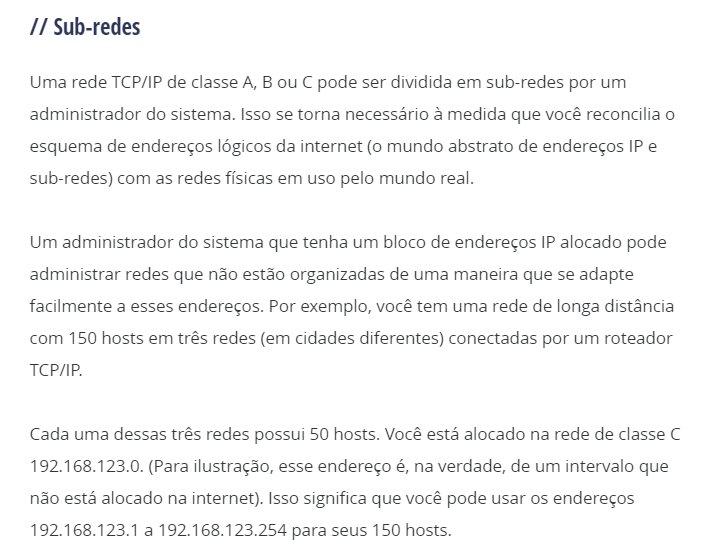 // Sub-redes
Uma rede TCP/IP de classe A, B ou C pode ser dividida em sub-redes por um
administrador do sistema. Isso se torna necessário à medida que você reconcilia o
esquema de endereços lógicos da internet (o mundo abstrato de endereços IP e
sub-redes) com as redes físicas em uso pelo mundo real.
Um administrador do sistema que tenha um bloco de endereços IP alocado pode
administrar redes que não estão organizadas de uma maneira que se adapte
facilmente a esses endereços. Por exemplo, você tem uma rede de longa distância
com 150 hosts em três redes (em cidades diferentes) conectadas por um roteador
TCP/IP.
Cada uma dessas três redes possui 50 hosts. Você está alocado na rede de classe C
192.168.123.0. (Para ilustração, esse endereço é, na verdade, de um intervalo que
não está alocado na internet). Isso significa que você pode usar os endereços
192.168.123.1 a 192.168.123.254 para seus 150 hosts.